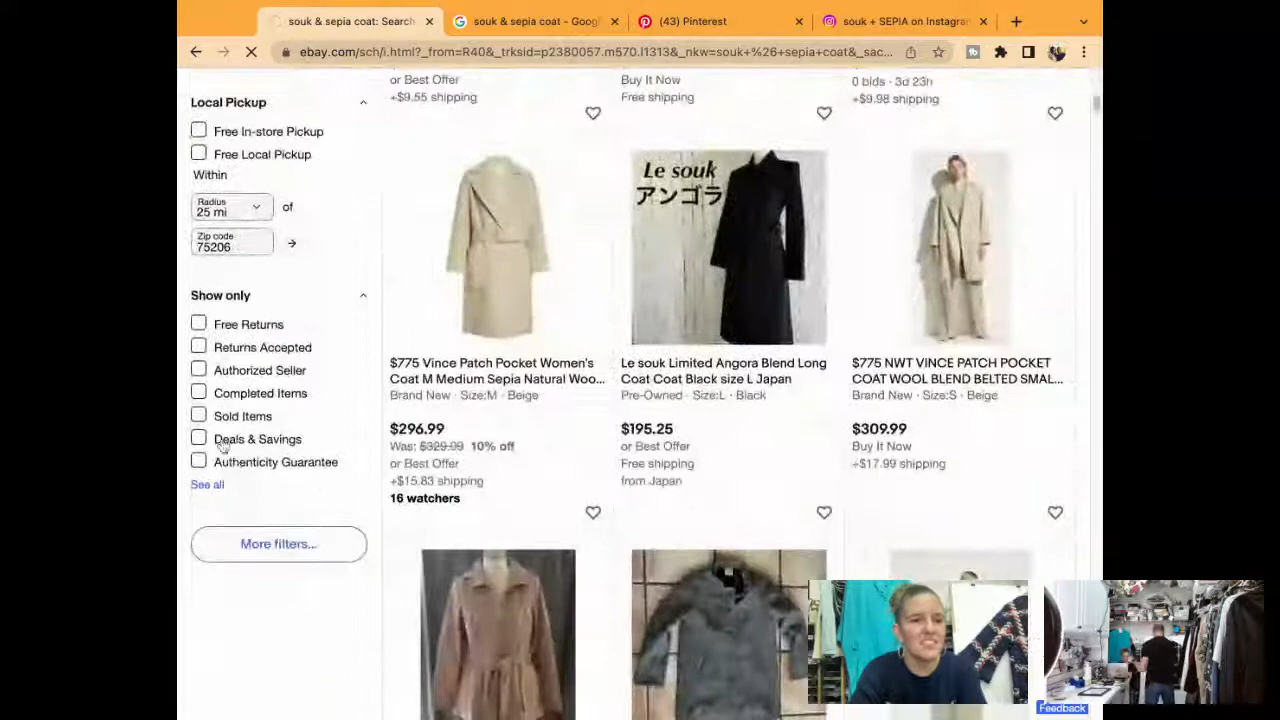 souk & sepia coat: Search
souk & sepia coat - Goog
(43) Pinterest
souk + SEPIA on Instagra
ebay.com/sch/i.html?_from=R40&_trksid=p2380057.m570.l1313&_nkw=souk+%26+sepia+coat&_sac...
Local Pickup
Free In-store Pickup
Free Local Pickup
Within
Radius
25 mi
of
Zip code
75206
Show only
Free Returns
Returns Accepted
Authorized Seller
Completed Items
Sold Items
Deals & Savings
Authenticity Guarantee
See all
More filters...
or Best Offer
+$9.55 shipping
Buy It Now
Free shipping
0 bids · 3d 23h
+$9.98 shipping
Le souk
アンゴラ
$775 Vince Patch Pocket Women's
Coat M Medium Sepia Natural Woo...
Brand New · Size:M · Beige
$296.99
Was: $329.99 10% off
or Best Offer
+$15.83 shipping
16 watchers
Le souk Limited Angora Blend Long
Coat Coat Black size L Japan
Pre-Owned · Size:L · Black
$195.25
or Best Offer
Free shipping
from Japan
$775 NWT VINCE PATCH POCKET
COAT WOOL BLEND BELTED SMAL...
Brand New · Size:S · Beige
$309.99
Buy It Now
+$17.99 shipping
Feedback